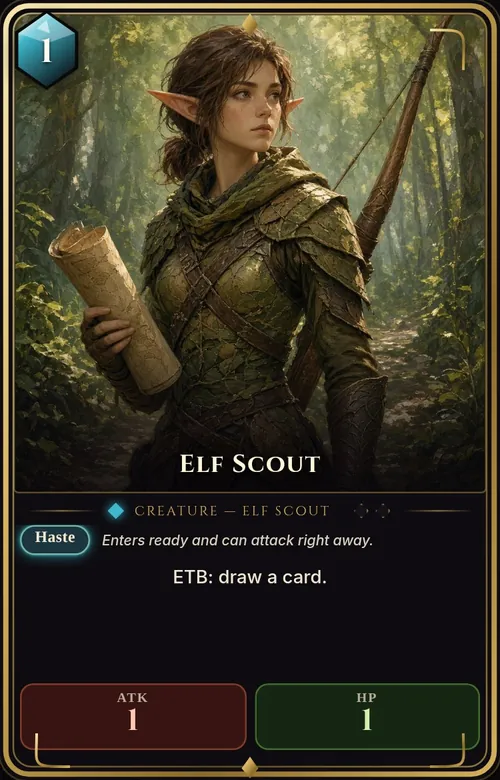 1
Elf Scout
CREATURE — ELF SCOUT
Haste Enters ready and can attack right away.
ETB: draw a card.
ATK HP
1 1